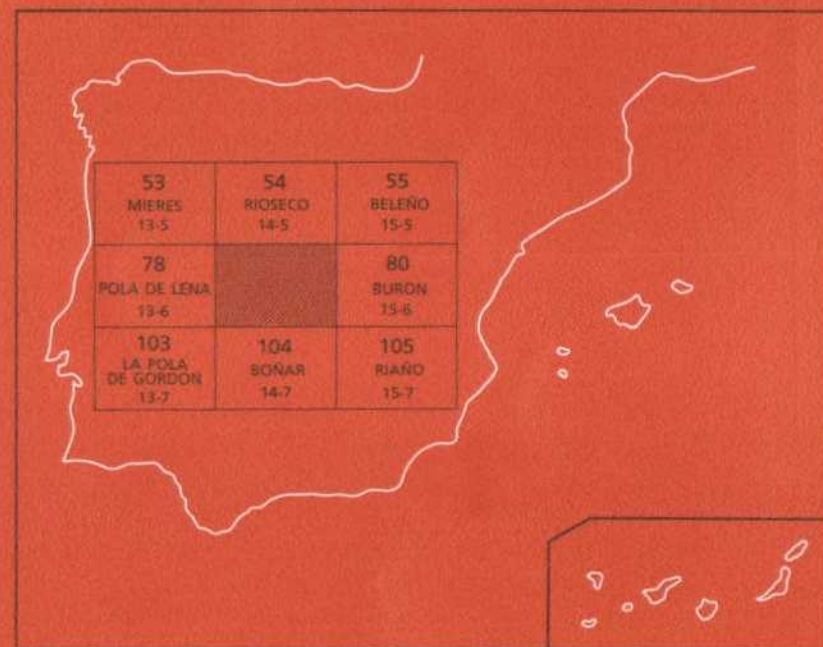 53
MIERES
13-5
54
RIOSECO
14-5
55
BELEÑO
15-5
78
POLA DE LENA
13-6
80
BURON
15-6
103
LA POLA
DE GORDON
13-7
104
BOÑAR
14-7
105
RIAÑO
15-7